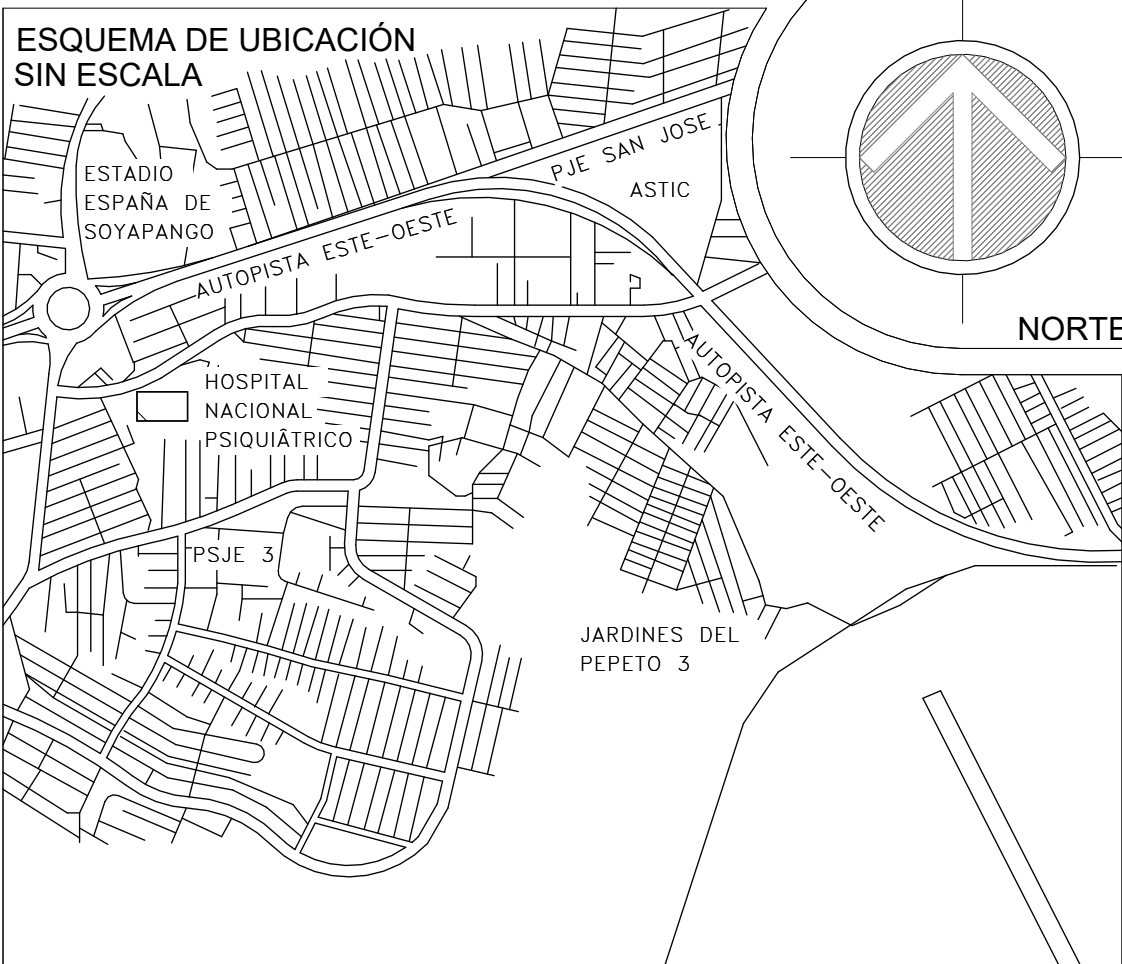 ESQUEMA DE UBICACIÓN
SIN ESCALA
PJE SAN JOSE
ASTIC
ESTADIO
ESPAÑA DE
SOYAPANGO
AUTOPISTA ESTE-OESTE
NORTE
AUTOPISTA ESTE-OESTE
HOSPITAL
NACIONAL
PSIQUIÂTRICO
PSJE 3
JARDINES DEL
PEPETO 3